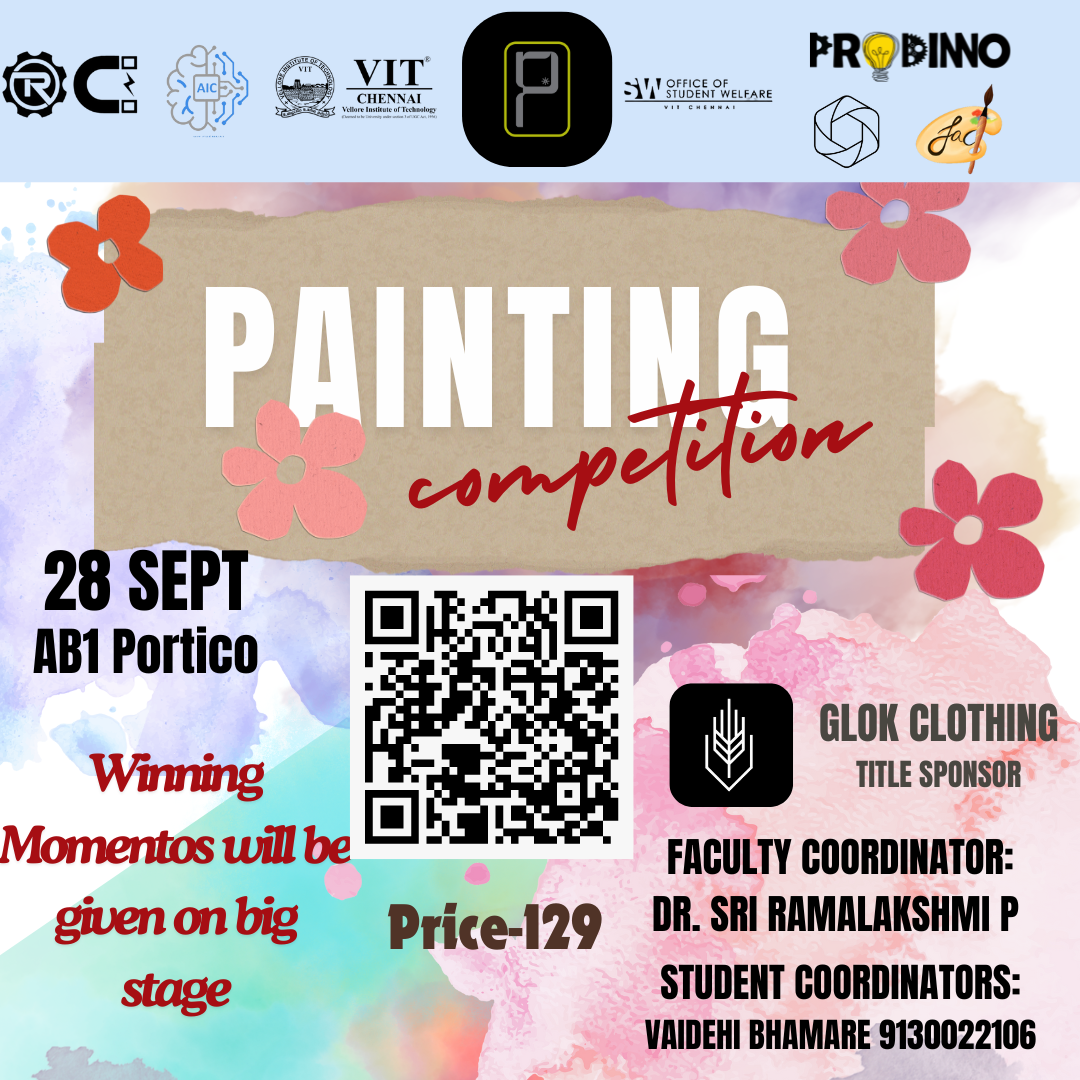 R
AIC
VIT
VIT
CHENNAI
Vellore Institute of Technology
SW OFFICE OF
STUDENT WELFARE
VIT CHENNAI
PROBINNO
PAINTING
competition
28 SEPT
AB1 Portico
Winning
Momentos will be
given on big
stage
Price-129
GLOK CLOTHING
TITLE SPONSOR
FACULTY COORDINATOR:
DR. SRI RAMALAKSHMI P
STUDENT COORDINATORS:
VAIDEHI BHAMARE 9130022106